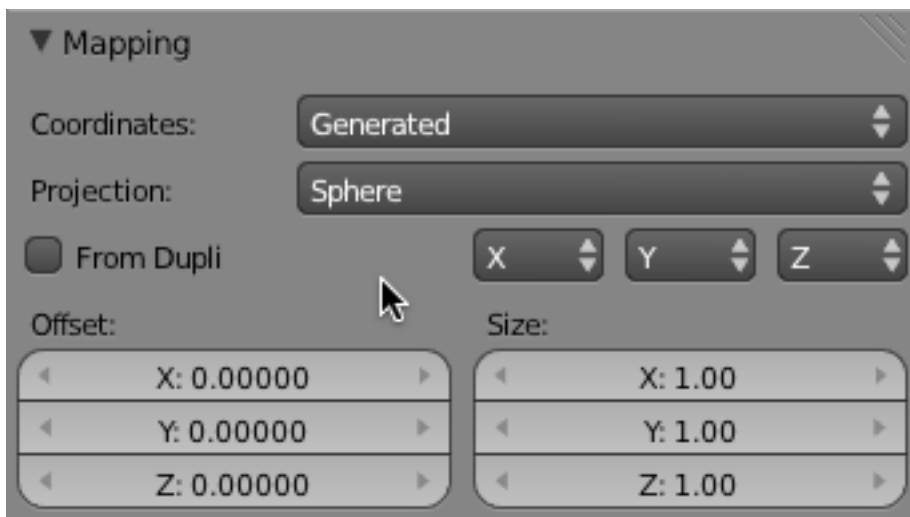 Mapping
Coordinates: Generated
Projection: Sphere
From Dupli X Y Z
Offset: Size:
X: 0.00000 X: 1.00
Y: 0.00000 Y: 1.00
Z: 0.00000 Z: 1.00